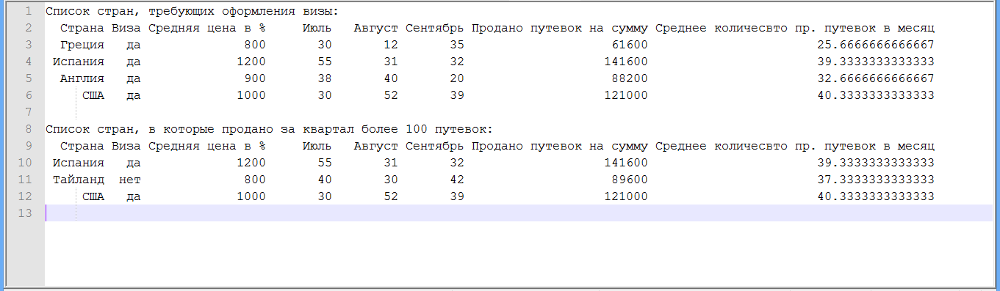 1 Список стран, требующих оформления визы:
2 Страна Виза Средняя цена в % Июль Август Сентябрь Продано путевок на сумму Среднее количесвто пр. путевок в месяц
3 Греция да 800 30 12 35 61600 25.6666666666667
4 Испания да 1200 55 31 32 141600 39.3333333333333
5 Англия да 900 38 40 20 88200 32.6666666666667
6 США да 1000 30 52 39 121000 40.3333333333333
7
8 Список стран, в которые продано за квартал более 100 путевок:
9 Страна Виза Средняя цена в % Июль Август Сентябрь Продано путевок на сумму Среднее количесвто пр. путевок в месяц
10 Испания да 1200 55 31 32 141600 39.3333333333333
11 Тайланд нет 800 40 30 42 89600 37.3333333333333
12 США да 1000 30 52 39 121000 40.3333333333333
13